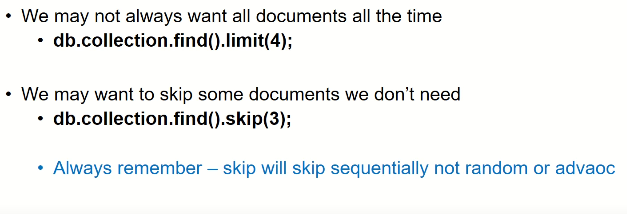 • We may not always want all documents all the time
• db.collection.find().limit(4);
• We may want to skip some documents we don't need
• db.collection.find().skip(3);
• Always remember – skip will skip sequentially not random or advaoc